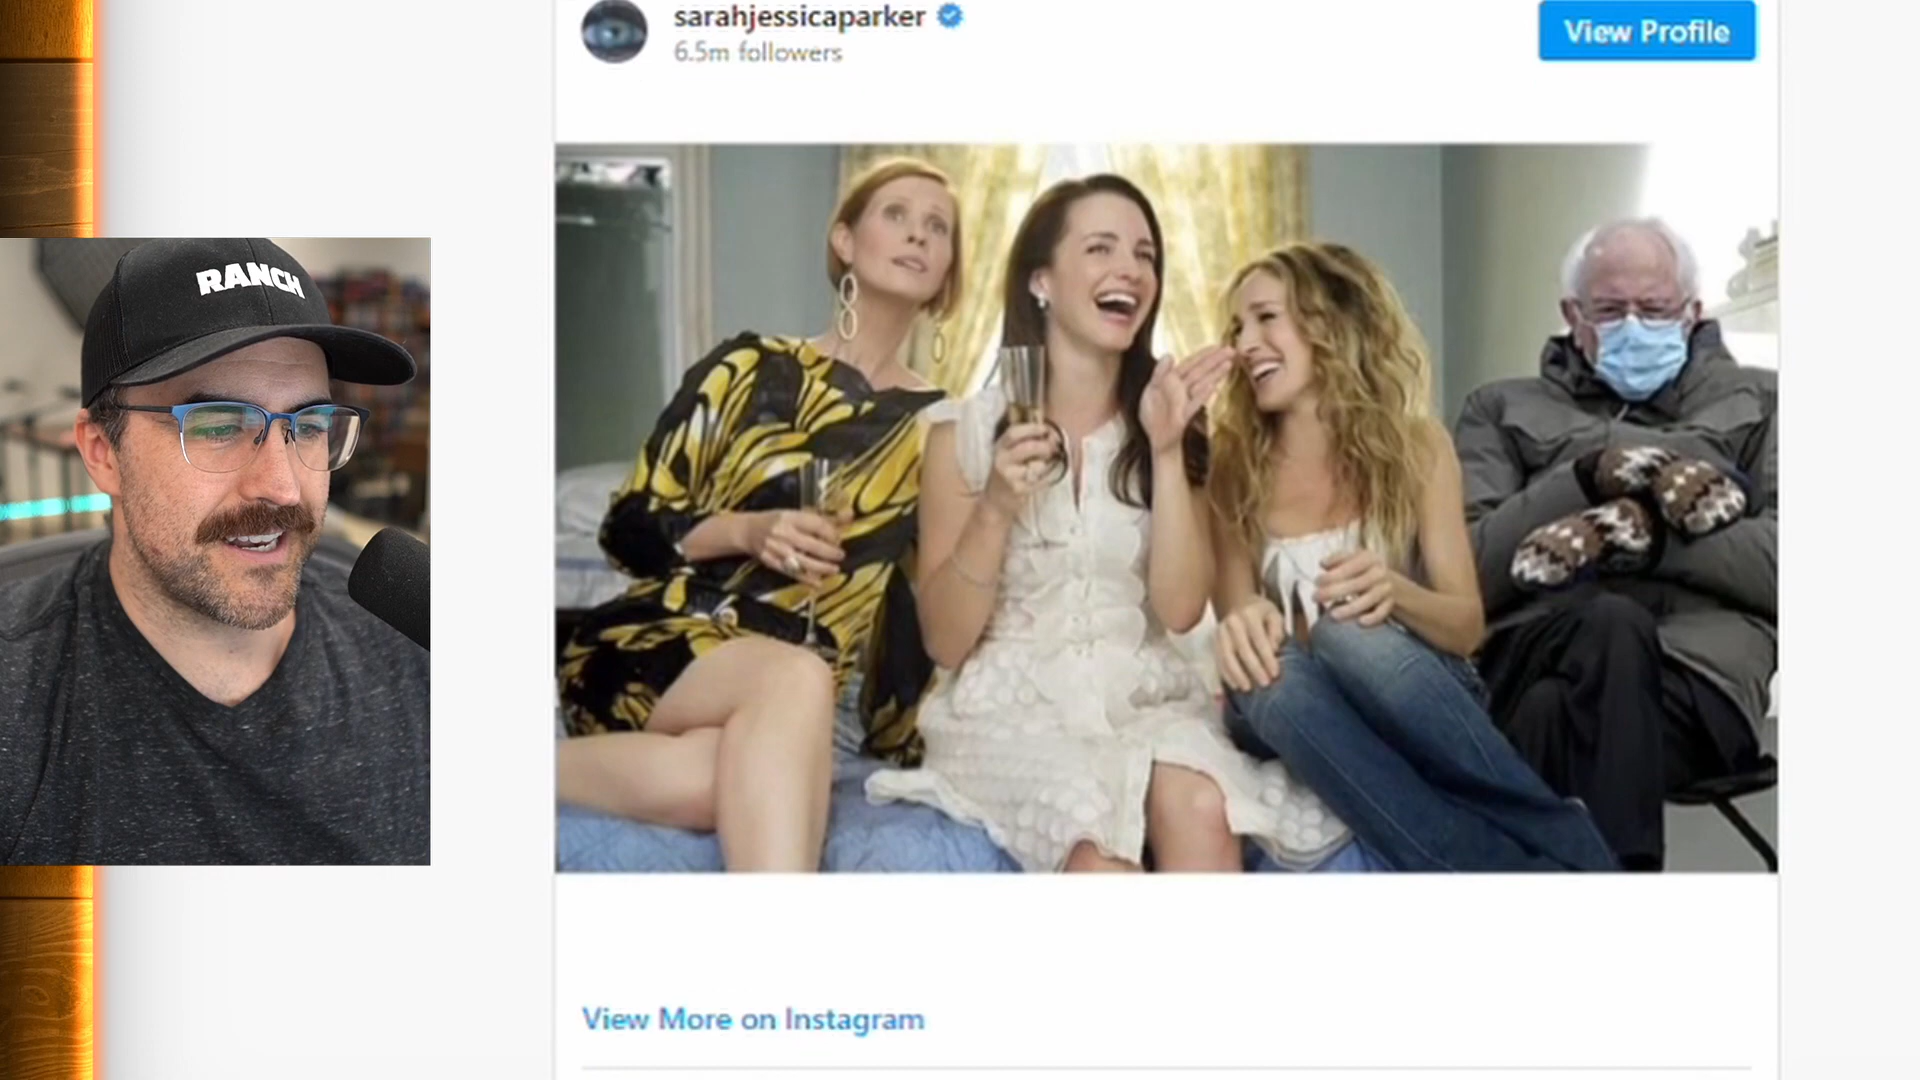 sarahjessicaparker
6.5m followers
View Profile
RANCH
View More on Instagram